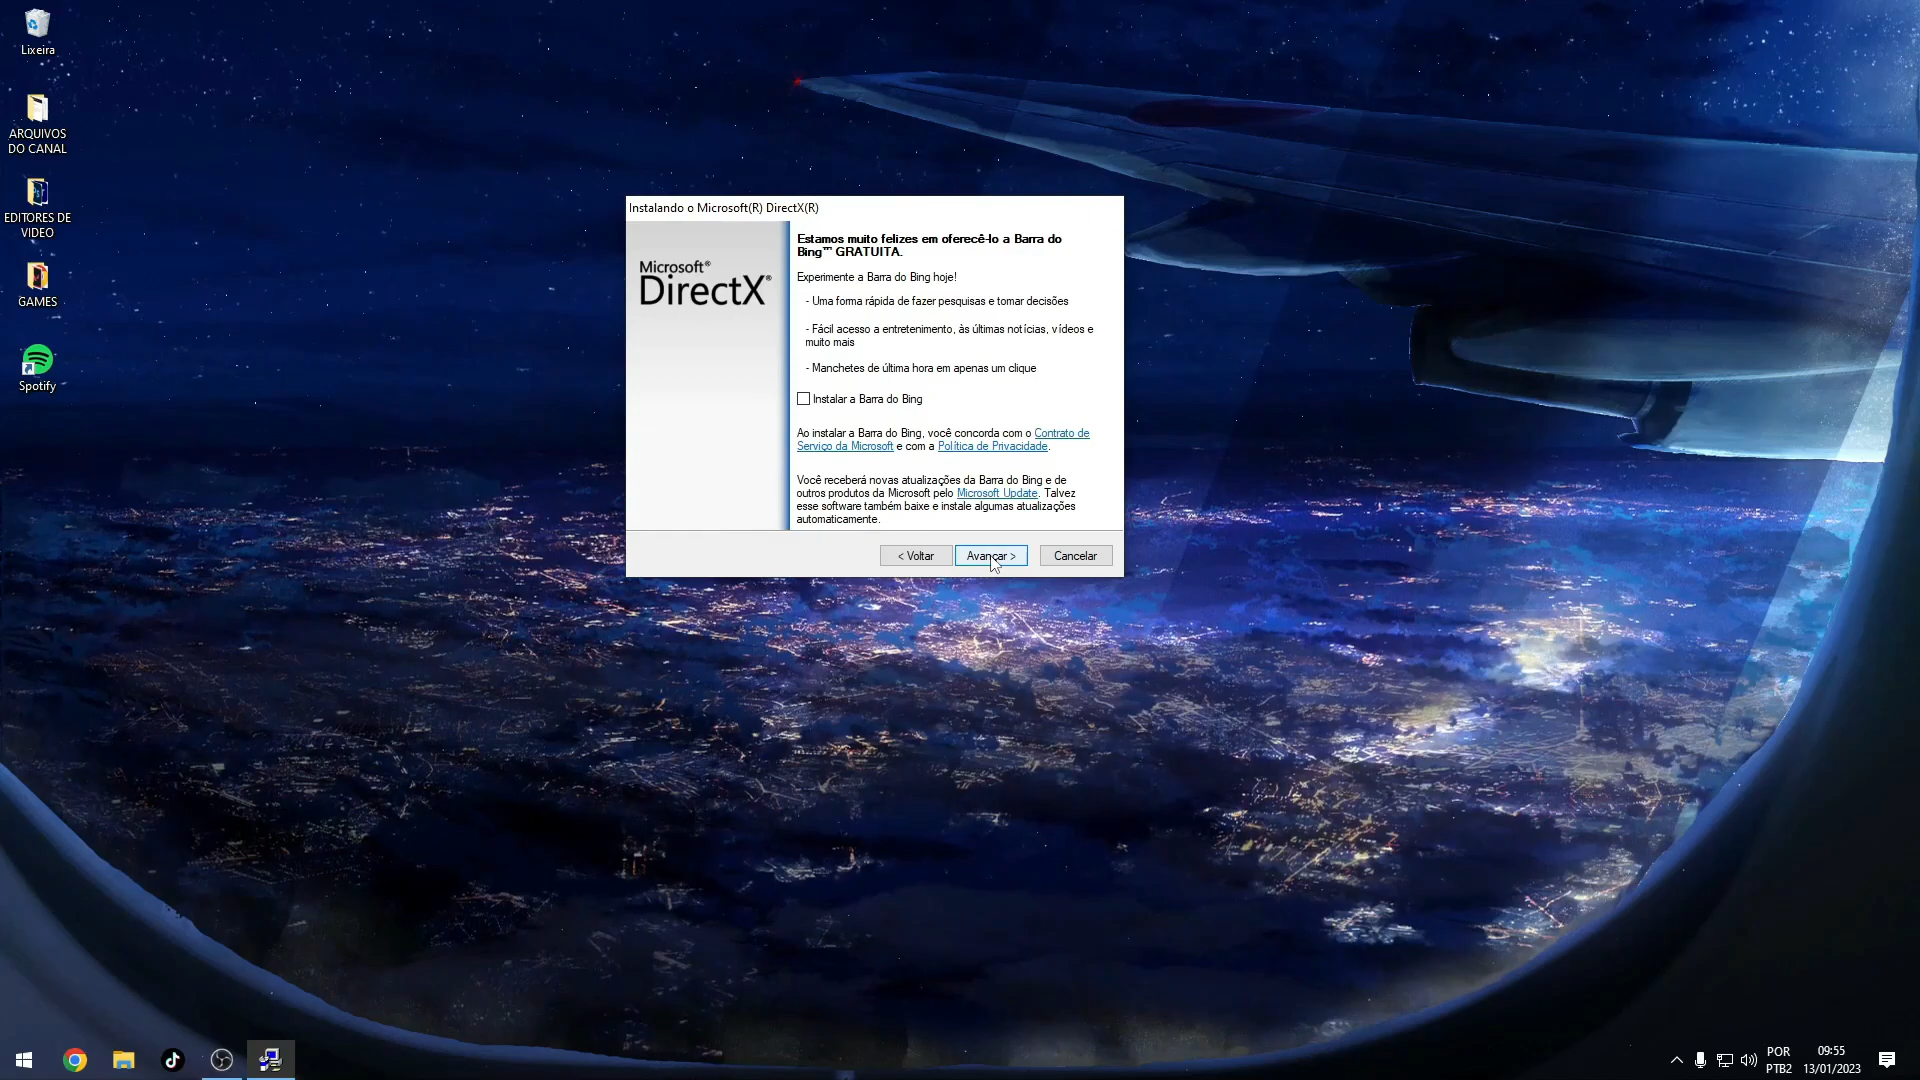 Lixeira
ARQUIVOS
DO CANAL
EDITORES DE
VIDEO
GAMES
Spotify
Instalando o Microsoft(R) DirectX(R)
Microsoft®
DirectX®
Estamos muito felizes em oferecê-lo a Barra do
Bing™ GRATUITA.
Experimente a Barra do Bing hoje!
- Uma forma rápida de fazer pesquisas e tomar decisões
- Fácil acesso a entretenimento, às últimas notícias, vídeos e
muito mais
- Manchetes de última hora em apenas um clique
Instalar a Barra do Bing
Ao instalar a Barra do Bing, você concorda com o Contrato de
Serviço da Microsoft e com a Política de Privacidade.
Você receberá novas atualizações da Barra do Bing e de
outros produtos da Microsoft pelo Microsoft Update. Talvez
esse software também baixe e instale algumas atualizações
automaticamente.
< Voltar
Avançar >
Cancelar
POR
PTB2
09:55
13/01/2023